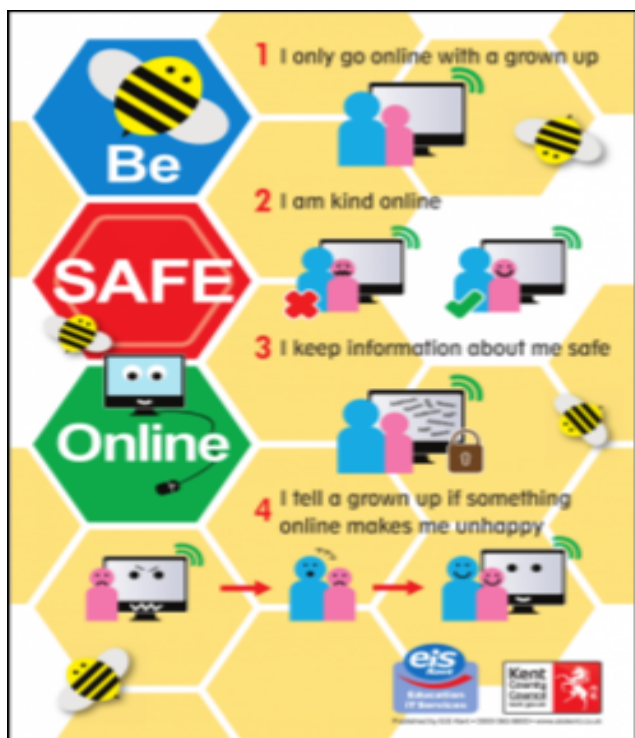 Be
SAFE
Online
1 I only go online with a grown up
2 I am kind online
3 I keep information about me safe
4 I tell a grown up if something
online makes me unhappy
eis
Kent
Education
IT Services
Kent
County
Council